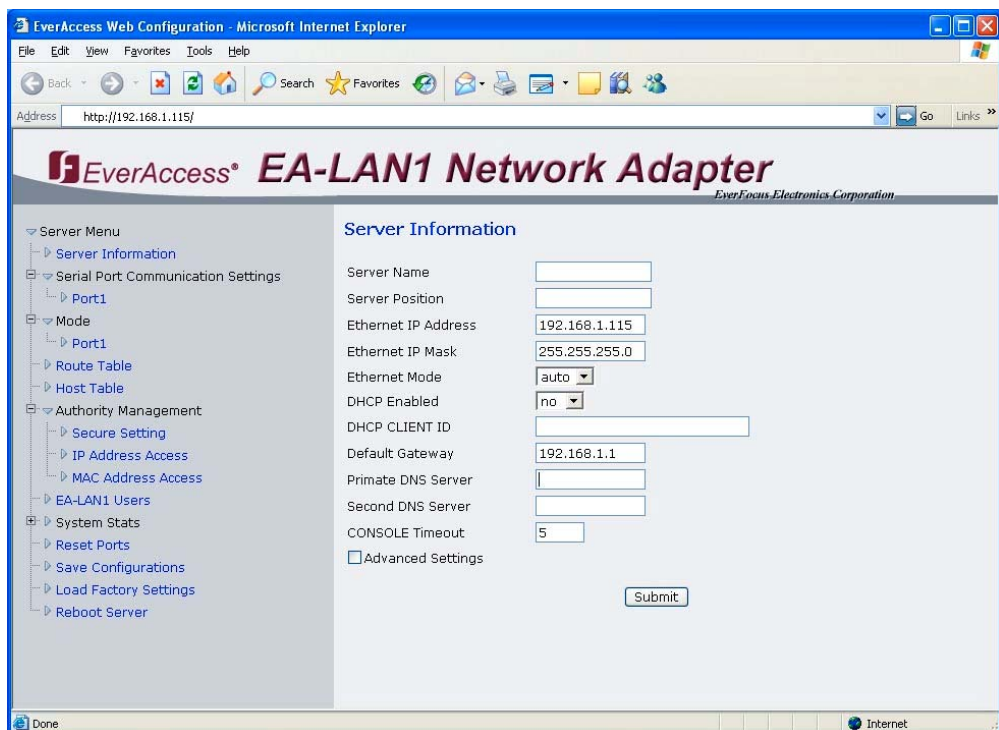 EverAccess Web Configuration - Microsoft Internet Explorer
File Edit View Favorites Tools Help
Back Search Favorites
Address http://192.168.1.115/ Go Links »
EverAccess® EA-LAN1 Network Adapter
EverFocus Electronics Corporation
Server Menu
Server Information
Serial Port Communication Settings
Port1
Mode
Port1
Route Table
Host Table
Authority Management
Secure Setting
IP Address Access
MAC Address Access
EA-LAN1 Users
System Stats
Reset Ports
Save Configurations
Load Factory Settings
Reboot Server
Server Information
Server Name
Server Position
Ethernet IP Address 192.168.1.115
Ethernet IP Mask 255.255.255.0
Ethernet Mode auto
DHCP Enabled no
DHCP CLIENT ID
Default Gateway 192.168.1.1
Primate DNS Server
Second DNS Server
CONSOLE Timeout 5
Advanced Settings
Submit
Done Internet